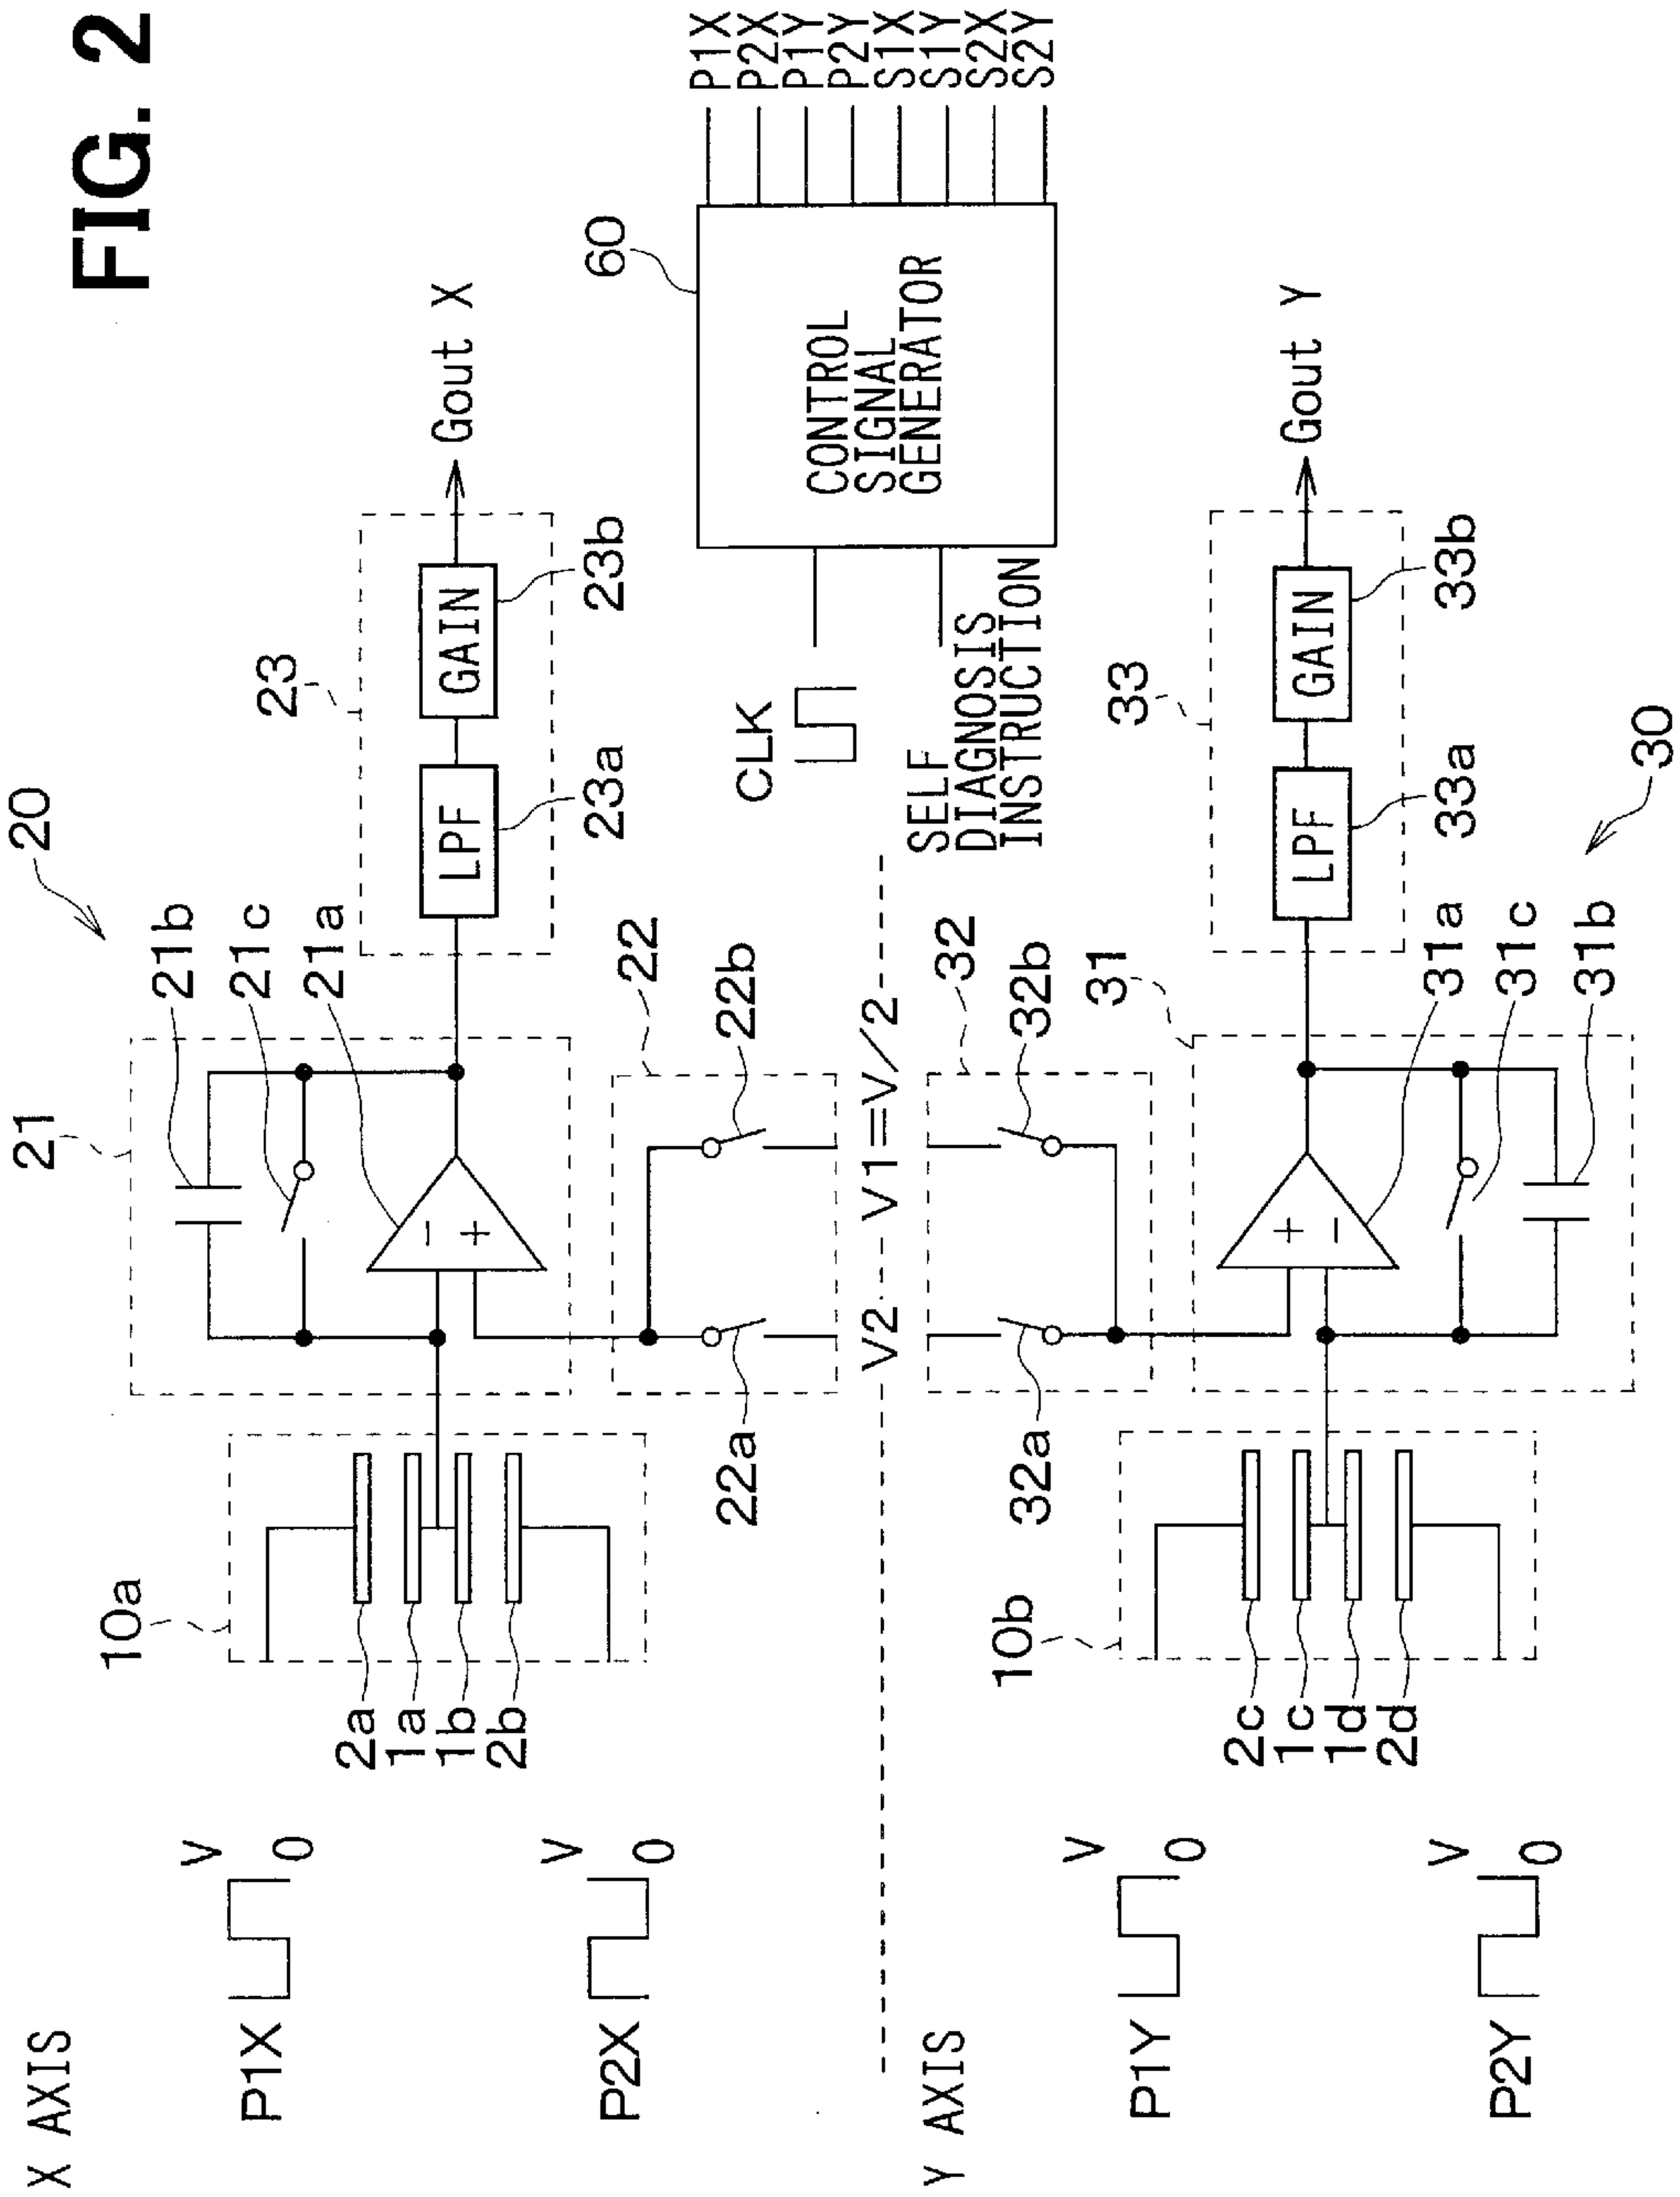 FIG. 2
X AXIS
20
21
21b
21c
21a
23
23a
23b
LPF
GAIN
Gout X
10a
2a
1a
1b
2b
P1X
V
0
P2X
V
0
−
+
22
22a
22b
V2
V1=V/2
CLK
SELF
DIAGNOSIS
INSTRUCTION
60
CONTROL
SIGNAL
GENERATOR
P1X
P2X
P1Y
P2Y
S1X
S1Y
S2X
S2Y
Y AXIS
32
32a
32b
10b
2c
1c
1d
2d
P1Y
V
0
P2Y
V
0
31
+
−
31a
31c
31b
33
LPF
GAIN
33a
33b
Gout Y
30